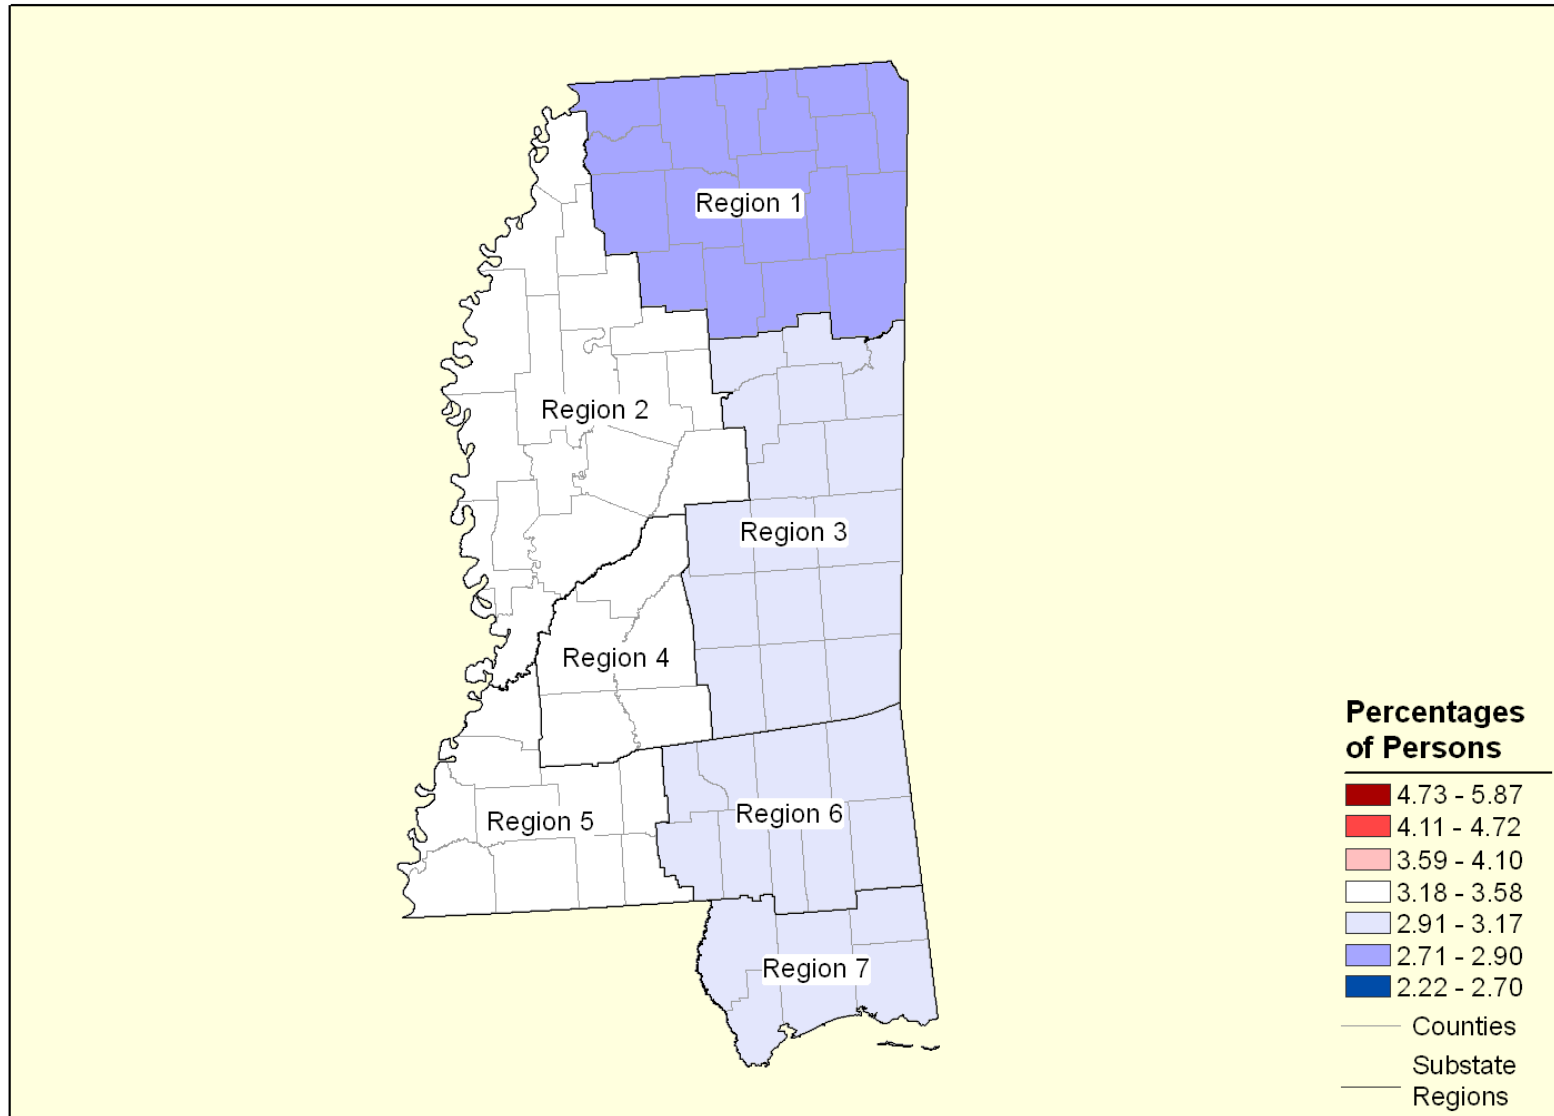 Region 1
Region 2
Region 3
Region 4
Region 5
Region 6
Region 7
Percentages
of Persons
4.73 - 5.87
4.11 - 4.72
3.59 - 4.10
3.18 - 3.58
2.91 - 3.17
2.71 - 2.90
2.22 - 2.70
Counties
Substate
Regions